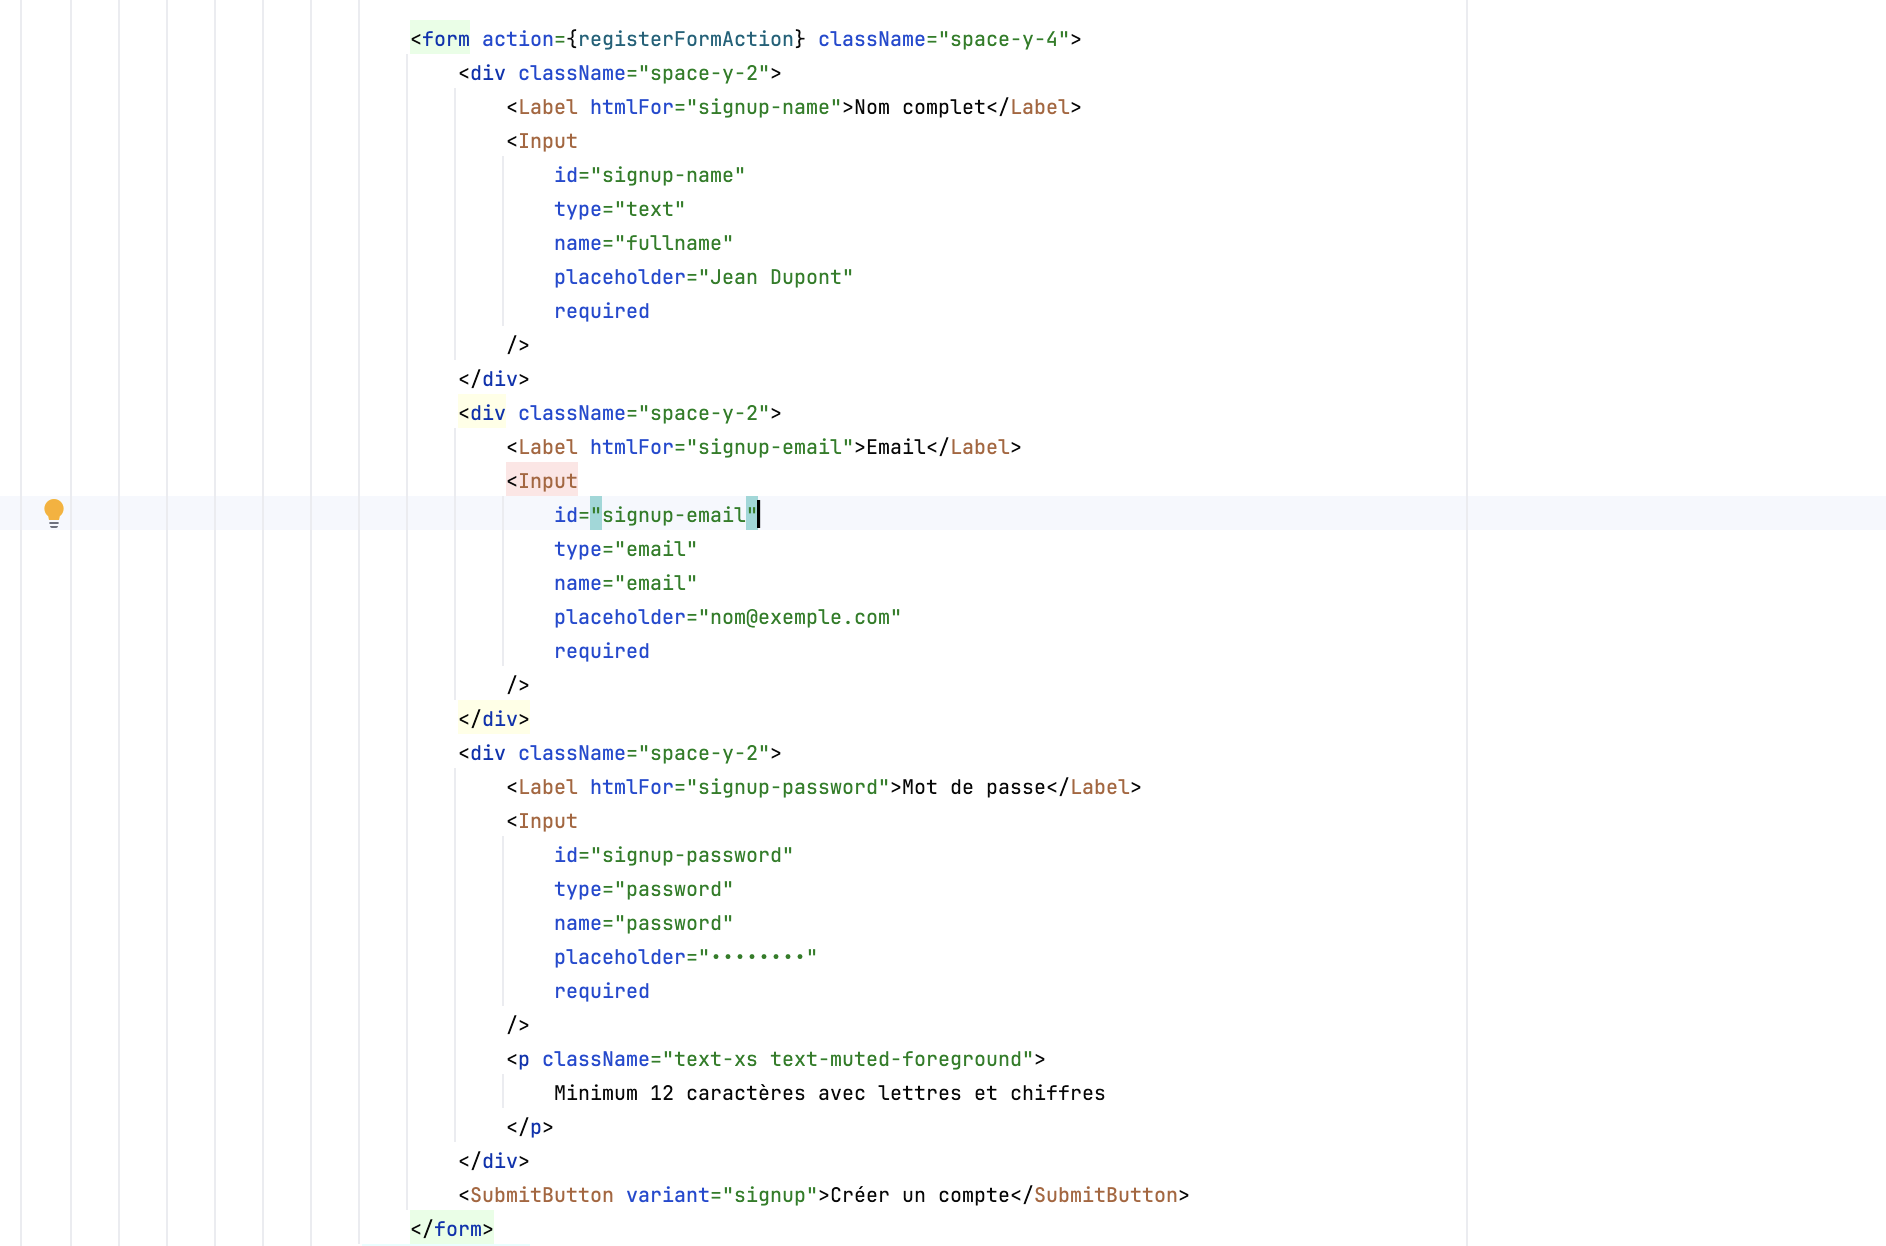 <form action={registerFormAction} className="space-y-4">
<div className="space-y-2">
<Label htmlFor="signup-name">Nom complet</Label>
<Input
id="signup-name"
type="text"
name="fullname"
placeholder="Jean Dupont"
required
/>
</div>
<div className="space-y-2">
<Label htmlFor="signup-email">Email</Label>
<Input
id="signup-email"
type="email"
name="email"
placeholder="nom@exemple.com"
required
/>
</div>
<div className="space-y-2">
<Label htmlFor="signup-password">Mot de passe</Label>
<Input
id="signup-password"
type="password"
name="password"
placeholder="••••••••"
required
/>
<p className="text-xs text-muted-foreground">
Minimum 12 caractères avec lettres et chiffres
</p>
</div>
<SubmitButton variant="signup">Créer un compte</SubmitButton>
</form>